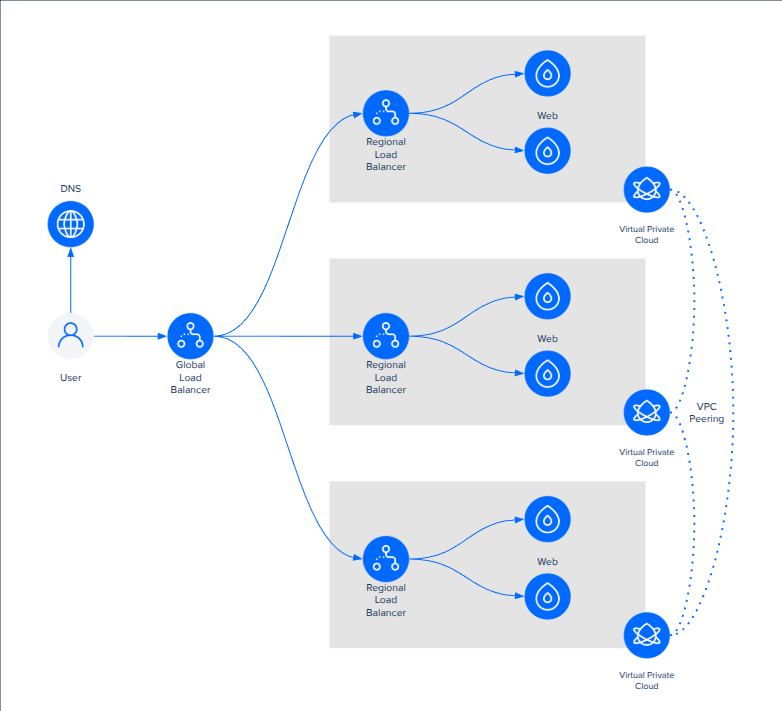 DNS
User
Global
Load
Balancer
Regional
Load
Balancer
Web
Virtual Private
Cloud
Regional
Load
Balancer
Web
Virtual Private
Cloud
VPC
Peering
Regional
Load
Balancer
Web
Virtual Private
Cloud